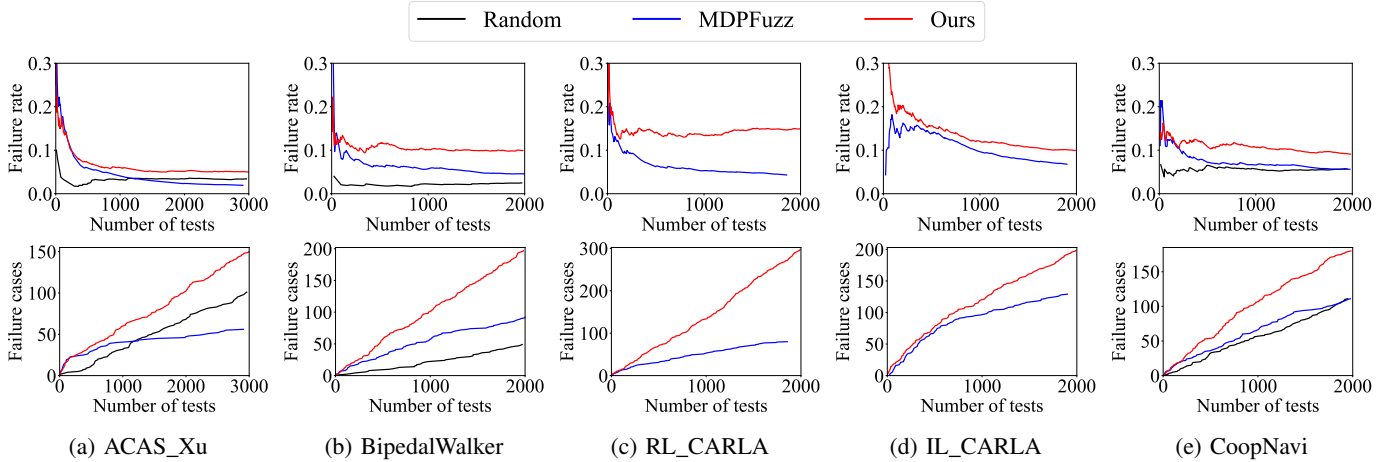 Random MDPFuzz Ours
Failure rate
0.3
0.2
0.1
0.0
0 1000 2000 3000
Number of tests
Failure rate
0.3
0.2
0.1
0.0
0 1000 2000
Number of tests
Failure rate
0.3
0.2
0.1
0.0
0 1000 2000
Number of tests
Failure rate
0.3
0.2
0.1
0.0
0 1000 2000
Number of tests
Failure rate
0.3
0.2
0.1
0.0
0 1000 2000
Number of tests
Failure cases
150
100
50
0
0 1000 2000 3000
Number of tests
Failure cases
200
150
100
50
0
0 1000 2000
Number of tests
Failure cases
300
200
100
0
0 1000 2000
Number of tests
Failure cases
200
150
100
50
0
0 1000 2000
Number of tests
Failure cases
150
100
50
0
0 1000 2000
Number of tests
(a) ACAS_Xu
(b) BipedalWalker
(c) RL_CARLA
(d) IL_CARLA
(e) CoopNavi